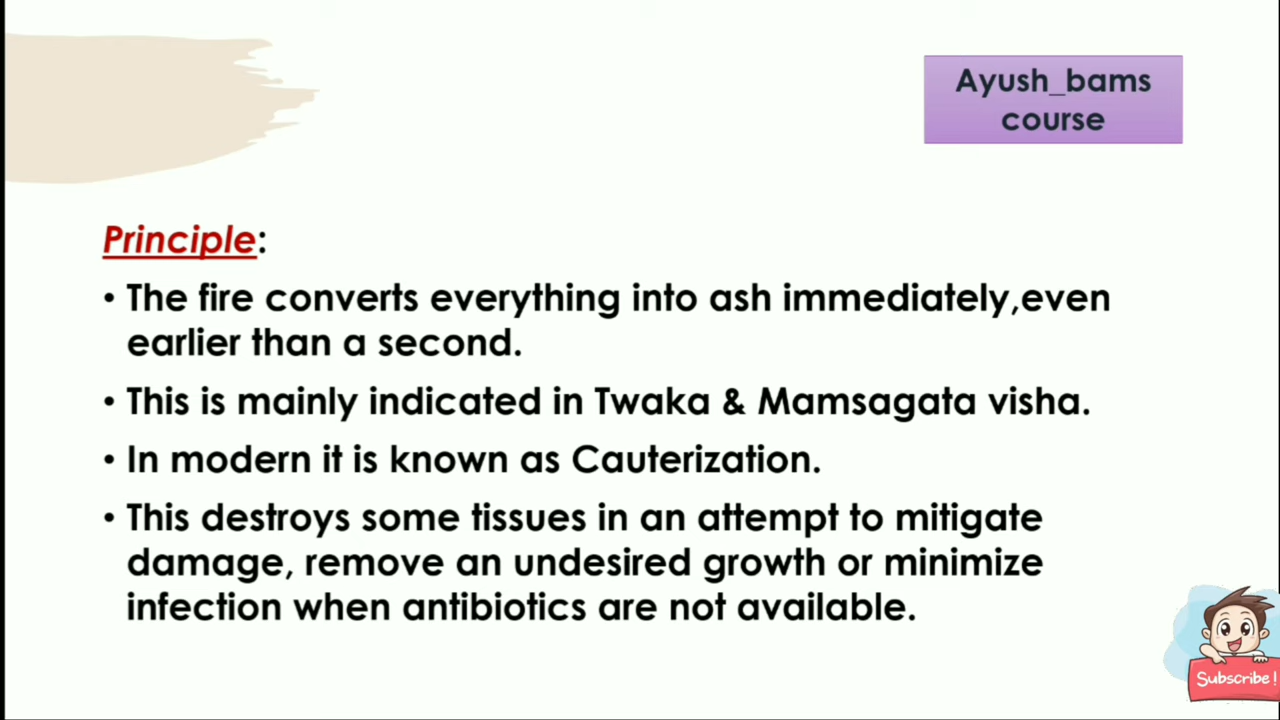 Ayush_bams
course
Principle:
• The fire converts everything into ash immediately,even
earlier than a second.
• This is mainly indicated in Twaka & Mamsagata visha.
• In modern it is known as Cauterization.
• This destroys some tissues in an attempt to mitigate
damage, remove an undesired growth or minimize
infection when antibiotics are not available.
Subscribe!